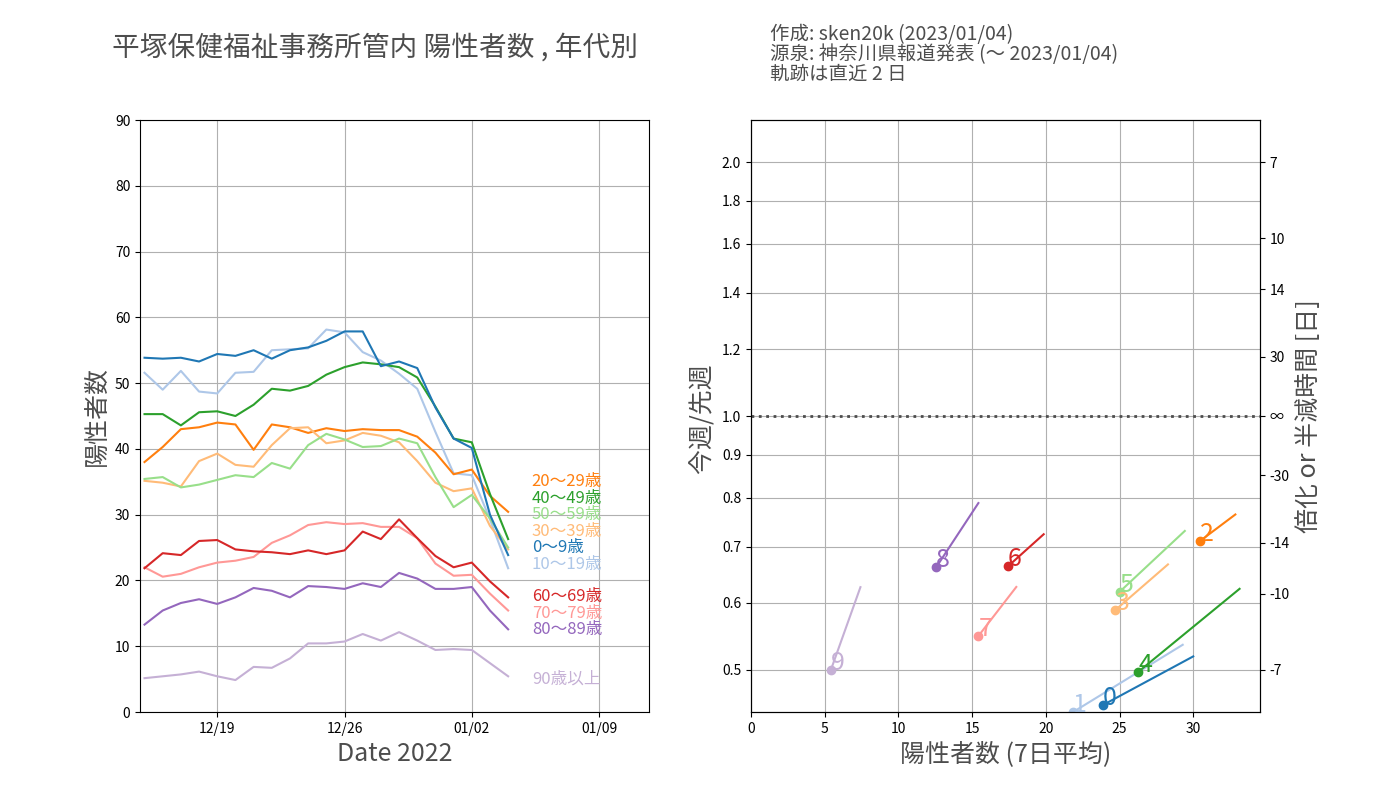 平塚保健福祉事務所管内 陽性者数 , 年代別
作成: sken20k (2023/01/04)
源泉: 神奈川県報道発表 (〜 2023/01/04)
軌跡は直近 2 日
陽性者数
90
80
70
60
50
40
30
20
10
0
20〜29歳
40〜49歳
50〜59歳
30〜39歳
0〜9歳
10〜19歳
60〜69歳
70〜79歳
80〜89歳
90歳以上
12/19
12/26
01/02
01/09
Date 2022
今週/先週
2.0
1.8
1.6
1.4
1.2
1.0
0.9
0.8
0.7
0.6
0.5
2
8
6
5
3
7
9
4
1
0
0
5
10
15
20
25
30
陽性者数 (7日平均)
7
10
14
30
∞
-30
-14
-10
-7
倍化 or 半減時間 [日]